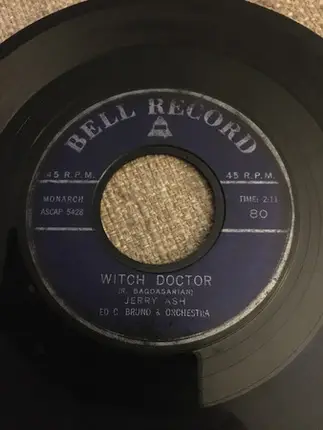 BELL RECORD
45 R.P.M. 45 R.P.M.
MONARCH TIME: 2:11
ASCAP 5428 80
WITCH DOCTOR
(R. BAGDASARIAN)
JERRY ASH
ED C. BRUNO & ORCHESTRA